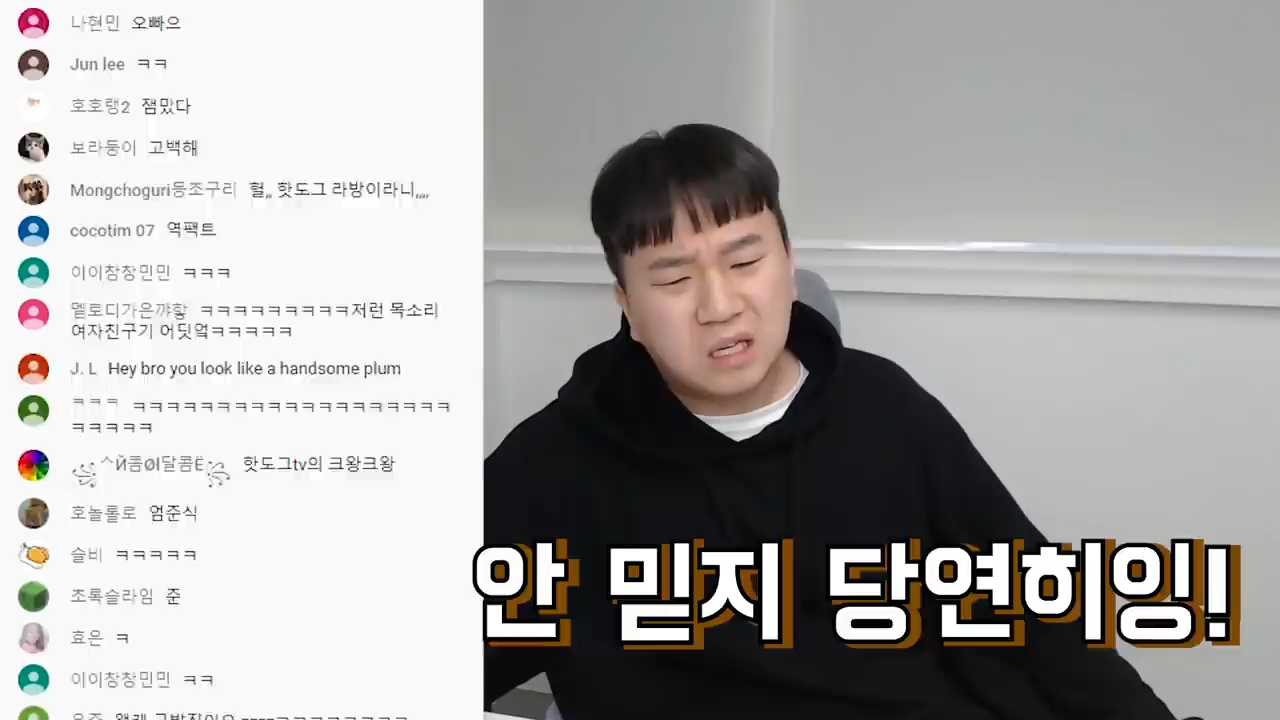 나현민 오빠으
Jun lee ㅋㅋ
호호랭2 잼밌다
보라둥이 고백해
Mongchoguri등조구리 헐,, 핫도그 라방이라니,,,,
cocotim 07 역팩트
이이창창민민 ㅋㅋㅋ
멜로디가은꺄핳 ㅋㅋㅋㅋㅋㅋㅋㅋㅋ저런 목소리
여자친구기 어딧엌ㅋㅋㅋㅋㅋ
J. L Hey bro you look like a handsome plum
ㅋㅋㅋ ㅋㅋㅋㅋㅋㅋㅋㅋㅋㅋㅋㅋㅋㅋㅋㅋㅋㅋㅋ
ㅋㅋㅋㅋㅋ
핫도그tv의 크왕크왕
호놀롤로 엄준식
슬비 ㅋㅋㅋㅋㅋ
초록슬라임 준
효은 ㅋ
이이창창민민 ㅋㅋ
안 믿지 당연히잉!